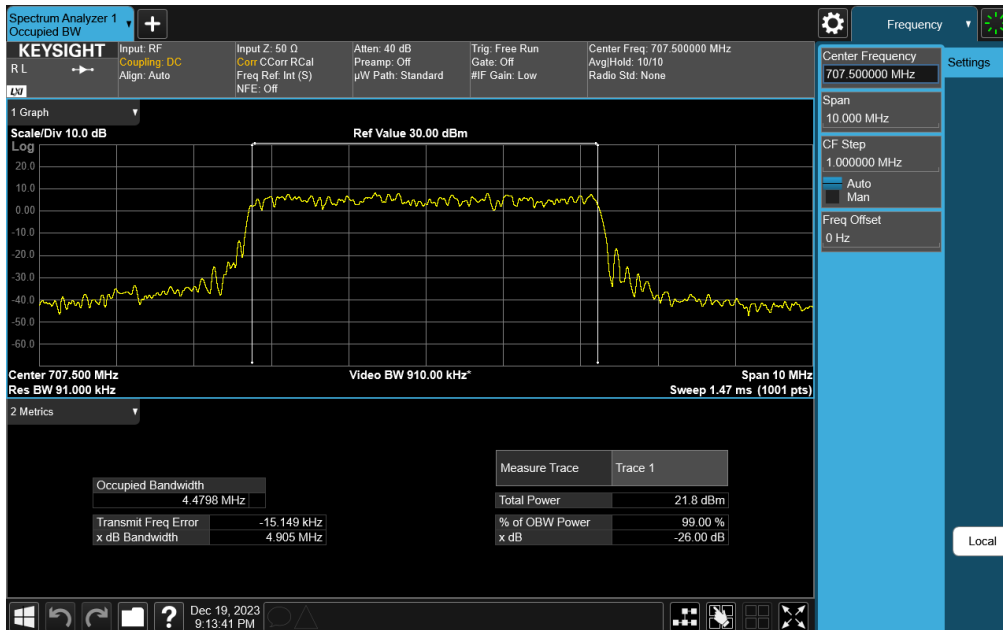 Spectrum Analyzer 1
Occupied BW
+
Frequency
KEYSIGHT
R L
LXI
Input: RF
Coupling: DC
Align: Auto
Input Z: 50 Ω
Corr CCorr RCal
Freq Ref: Int (S)
NFE: Off
Atten: 40 dB
Preamp: Off
µW Path: Standard
Trig: Free Run
Gate: Off
#IF Gain: Low
Center Freq: 707.500000 MHz
Avg|Hold: 10/10
Radio Std: None
Center Frequency
707.500000 MHz
Settings
Span
10.000 MHz
CF Step
1.000000 MHz
Auto
Man
Freq Offset
0 Hz
Local
1 Graph
Scale/Div 10.0 dB
Ref Value 30.00 dBm
Log
20.0
10.0
0.00
-10.0
-20.0
-30.0
-40.0
-50.0
-60.0
Center 707.500 MHz
Video BW 910.00 kHz*
Span 10 MHz
Res BW 91.000 kHz
Sweep 1.47 ms (1001 pts)
2 Metrics
Measure Trace Trace 1
Occupied Bandwidth
4.4798 MHz
Total Power 21.8 dBm
Transmit Freq Error -15.149 kHz
% of OBW Power 99.00 %
x dB Bandwidth 4.905 MHz
x dB -26.00 dB
?
Dec 19, 2023
9:13:41 PM